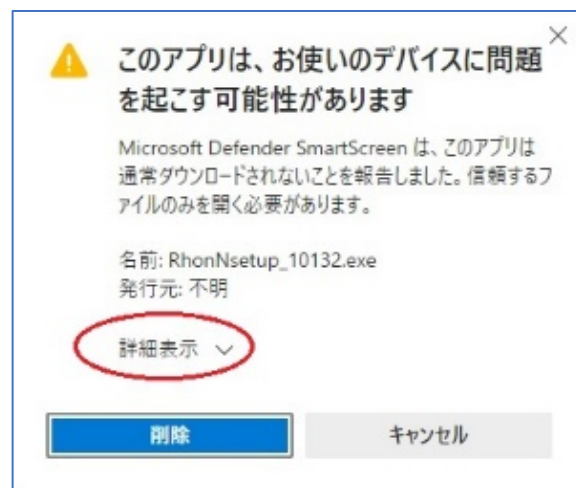 このアプリは、お使いのデバイスに問題
を起こす可能性があります
Microsoft Defender SmartScreen は、このアプリは
通常ダウンロードされないことを報告しました。信頼するフ
ァイルのみを開く必要があります。
名前: RhonNsetup_10132.exe
発行元: 不明
詳細表示
削除
キャンセル